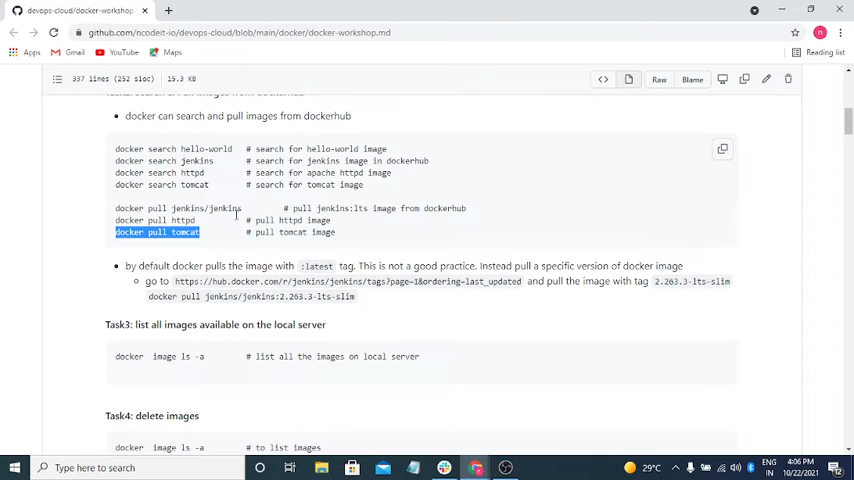 devops-cloud/docker-workshop.
github.com/ncodeit-io/devops-cloud/blob/main/docker/docker-workshop.md
n
Apps
Gmail
YouTube
Maps
Reading list
337 lines (252 sloc)
15.3 KB
Raw
Blame
docker can search and pull images from dockerhub
docker search hello-world # search for hello-world image
docker search jenkins # search for jenkins image in dockerhub
docker search httpd # search for apache httpd image
docker search tomcat # search for tomcat image
docker pull jenkins/jenkins # pull jenkins:lts image from dockerhub
docker pull httpd # pull httpd image
docker pull tomcat # pull tomcat image
by default docker pulls the image with :latest tag. This is not a good practice. Instead pull a specific version of docker image
go to https://hub.docker.com/r/jenkins/jenkins/tags?page=1&ordering=last_updated and pull the image with tag 2.263.3-lts-slim
docker pull jenkins/jenkins:2.263.3-lts-slim
Task3: list all images available on the local server
docker image ls -a # list all the images on local server
Task4: delete images
docker image ls -a # to list images
Type here to search
29°C
ENG
IN
4:06 PM
10/22/2021
12